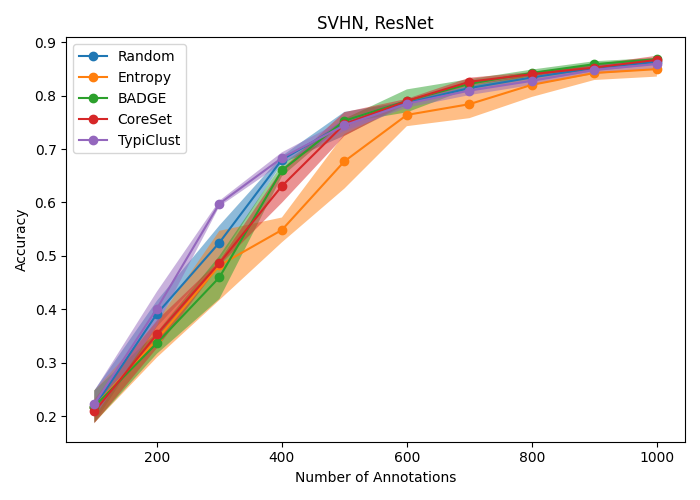 SVHN, ResNet
Random
Entropy
BADGE
CoreSet
TypiClust
Accuracy
0.9
0.8
0.7
0.6
0.5
0.4
0.3
0.2
200
400
600
800
1000
Number of Annotations